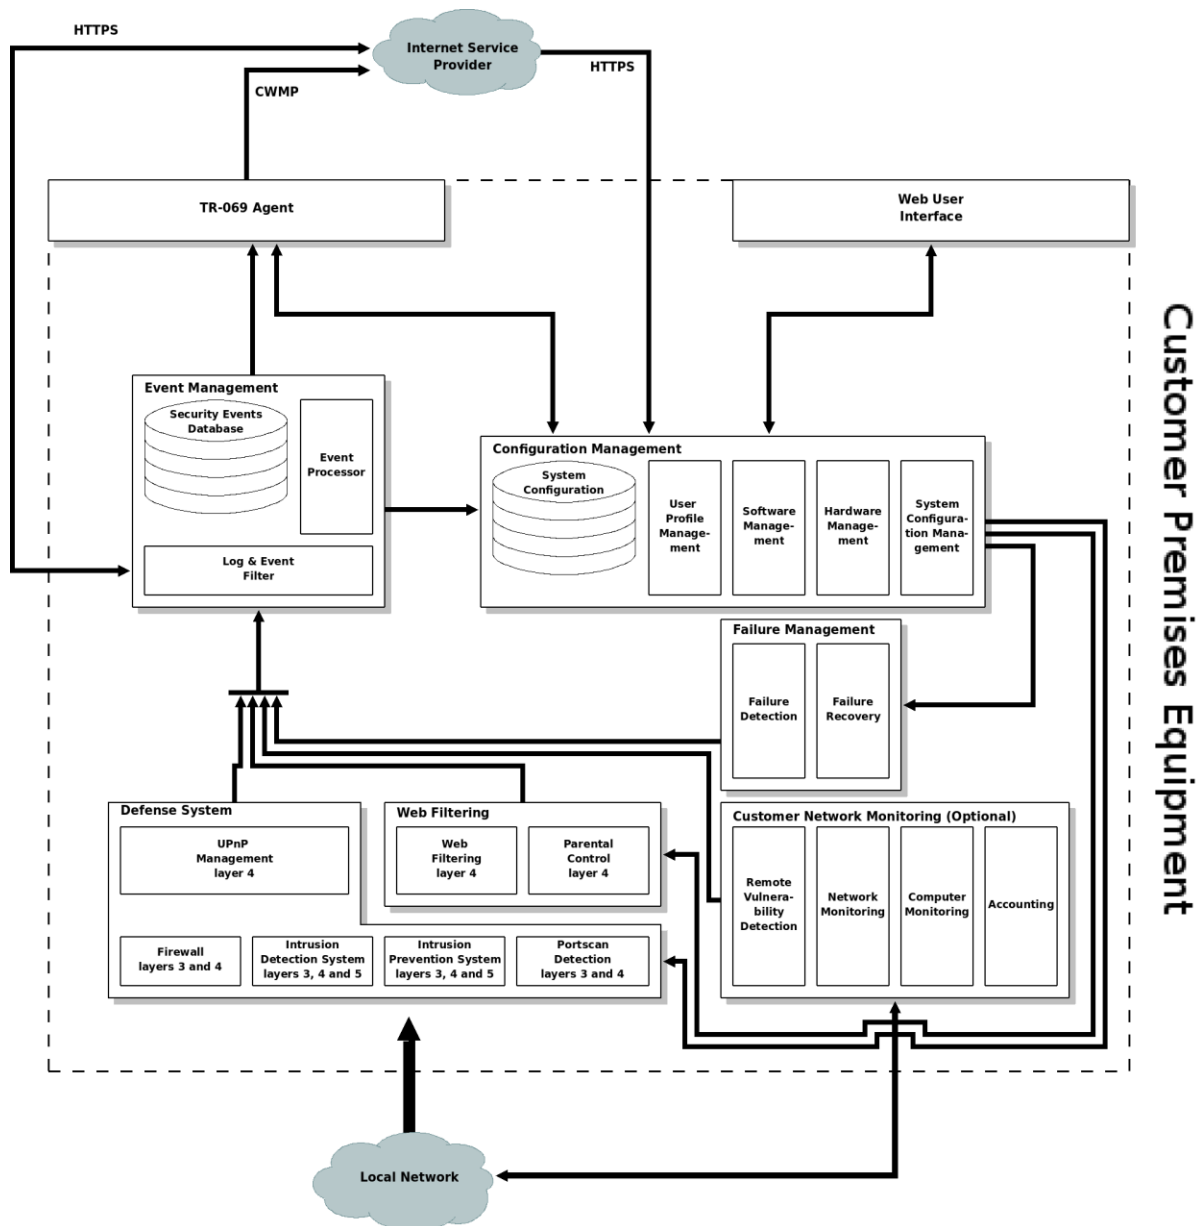 HTTPS
Internet Service
Provider
HTTPS
CWMP
TR-069 Agent
Web User
Interface
Customer Premises Equipment
Event Management
Security Events
Database
Event
Processor
Log & Event
Filter
Configuration Management
System
Configuration
User
Profile
Manage-
ment
Software
Manage-
ment
Hardware
Manage-
ment
System
Configura-
tion Mana-
gement
Failure Management
Failure
Detection
Failure
Recovery
Defense System
UPnP
Management
layer 4
Firewall
layers 3 and 4
Intrusion
Detection System
layers 3, 4 and 5
Intrusion
Prevention System
layers 3, 4 and 5
Portscan
Detection
layers 3 and 4
Web Filtering
Web
Filtering
layer 4
Parental
Control
layer 4
Customer Network Monitoring (Optional)
Remote
Vulnera-
bility
Detection
Network
Monitoring
Computer
Monitoring
Accounting
Local Network